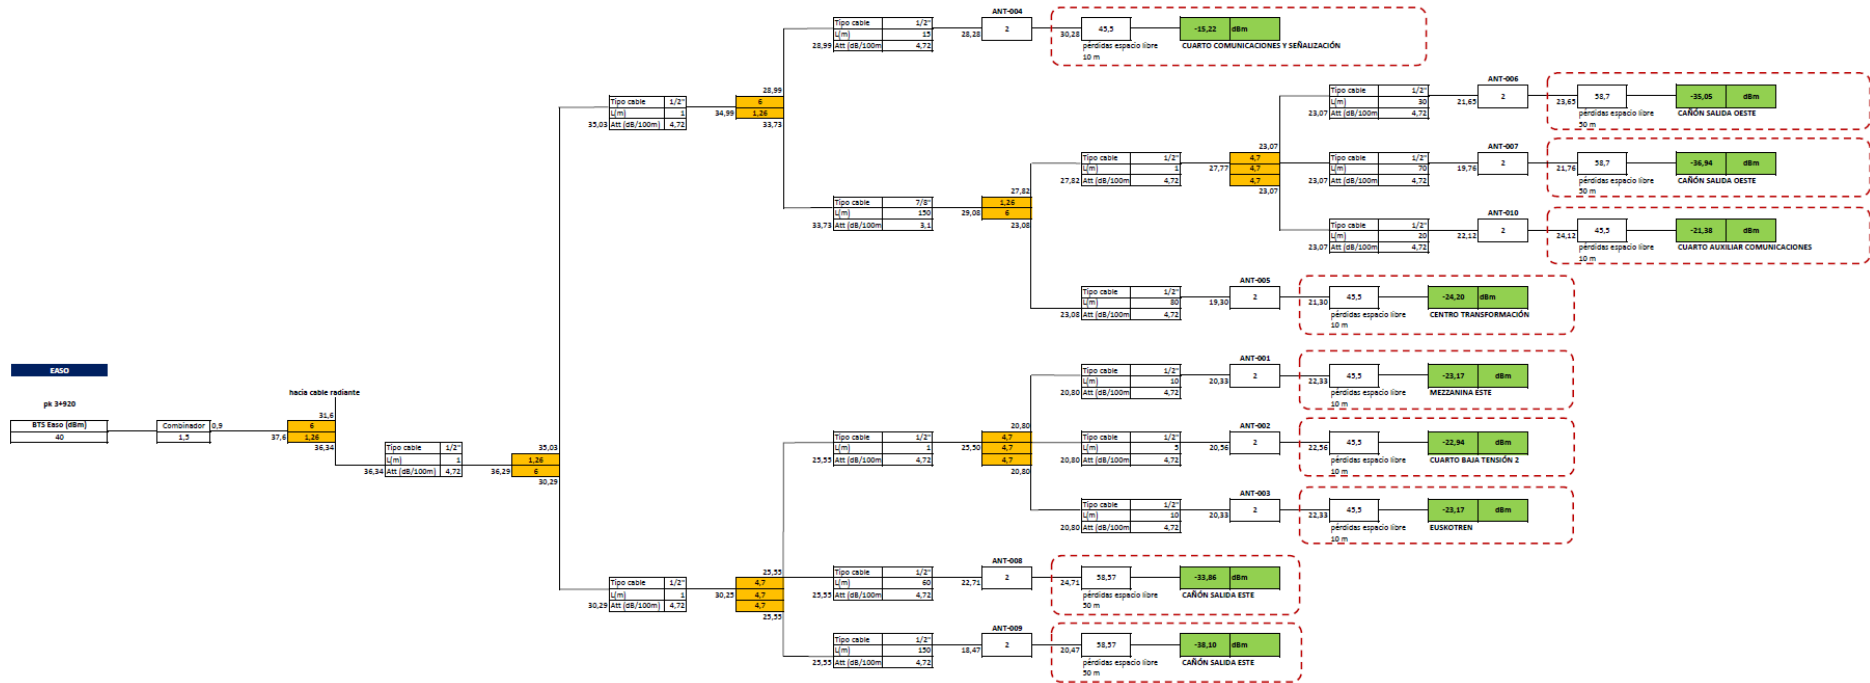 EASO
pk 3+920
BTS Easo (dBm)
40
Combinador 0,9
1,5
hacia cable radiante
31,6
6
37,6 1,26
36,34
Tipo cable 1/2"
L(m) 1
36,34 Att (dB/100m) 4,72
35,03
1,26
36,29 6
30,29
Tipo cable 1/2"
L(m) 1
35,03 Att (dB/100m) 4,72
28,99
6
34,99 1,26
33,73
Tipo cable 1/2"
L(m) 15
28,99 Att (dB/100m 4,72
ANT-004
28,28 2
30,28 45,5
pérdidas espacio libre
10 m
-15,22 dBm
CUARTO COMUNICACIONES Y SEÑALIZACIÓN
Tipo cable 7/8"
L(m) 150
33,73 Att (dB/100m 3,1
27,82
1,26
29,08 6
23,08
Tipo cable 1/2"
L(m) 1
27,82 Att (dB/100m 4,72
23,07
4,7
27,77 4,7
4,7
23,07
Tipo cable 1/2"
L(m) 30
23,07 Att (dB/100m 4,72
ANT-006
21,65 2
23,65 58,7
pérdidas espacio libre
50 m
-35,05 dBm
CAÑÓN SALIDA OESTE
Tipo cable 1/2"
L(m) 70
23,07 Att (dB/100m 4,72
ANT-007
19,76 2
21,76 58,7
pérdidas espacio libre
50 m
-36,94 dBm
CAÑÓN SALIDA OESTE
Tipo cable 1/2"
L(m) 20
23,07 Att (dB/100m 4,72
ANT-010
22,12 2
24,12 45,5
pérdidas espacio libre
10 m
-21,38 dBm
CUARTO AUXILIAR COMUNICACIONES
Tipo cable 1/2"
L(m) 80
23,08 Att (dB/100m 4,72
ANT-005
19,30 2
21,30 45,5
pérdidas espacio libre
10 m
-24,20 dBm
CENTRO TRANSFORMACIÓN
Tipo cable 1/2"
L(m) 1
30,29 Att (dB/100m) 4,72
25,55
4,7
30,25 4,7
4,7
25,55
Tipo cable 1/2"
L(m) 1
25,55 Att (dB/100m 4,72
20,80
4,7
25,50 4,7
4,7
20,80
Tipo cable 1/2"
L(m) 10
20,80 Att (dB/100m 4,72
ANT-001
20,33 2
22,33 45,5
pérdidas espacio libre
10 m
-23,17 dBm
MEZZANINA ESTE
Tipo cable 1/2"
L(m) 5
20,80 Att (dB/100m 4,72
ANT-002
20,56 2
22,56 45,5
pérdidas espacio libre
10 m
-22,94 dBm
CUARTO BAJA TENSIÓN 2
Tipo cable 1/2"
L(m) 10
20,80 Att (dB/100m 4,72
ANT-003
20,33 2
22,33 45,5
pérdidas espacio libre
10 m
-23,17 dBm
EUSKOTREN
Tipo cable 1/2"
L(m) 60
25,55 Att (dB/100m 4,72
ANT-008
22,71 2
24,71 58,57
pérdidas espacio libre
50 m
-33,86 dBm
CAÑÓN SALIDA ESTE
Tipo cable 1/2"
L(m) 150
25,55 Att (dB/100m 4,72
ANT-009
18,47 2
20,47 58,57
pérdidas espacio libre
50 m
-38,10 dBm
CAÑÓN SALIDA ESTE